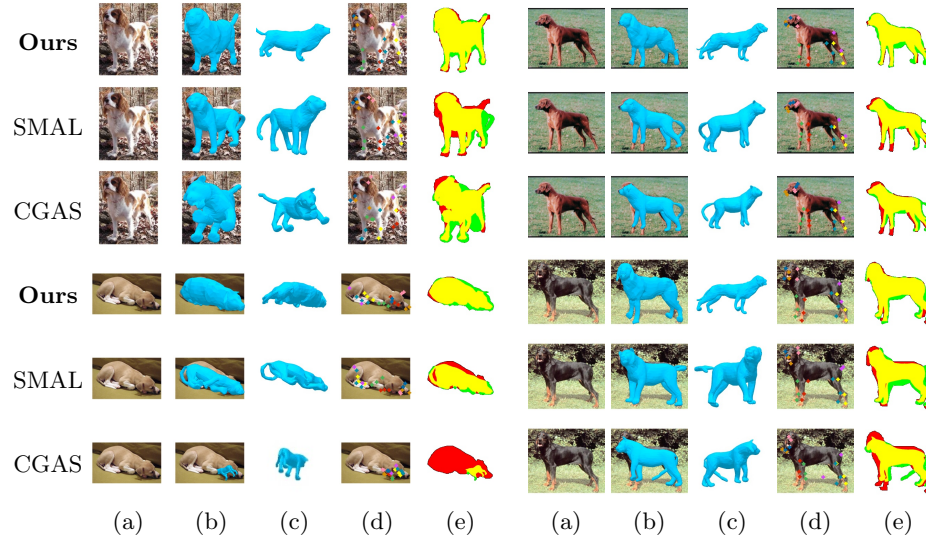 Ours
SMAL
CGAS
Ours
SMAL
CGAS
(a) (b) (c) (d) (e) (a) (b) (c) (d) (e)